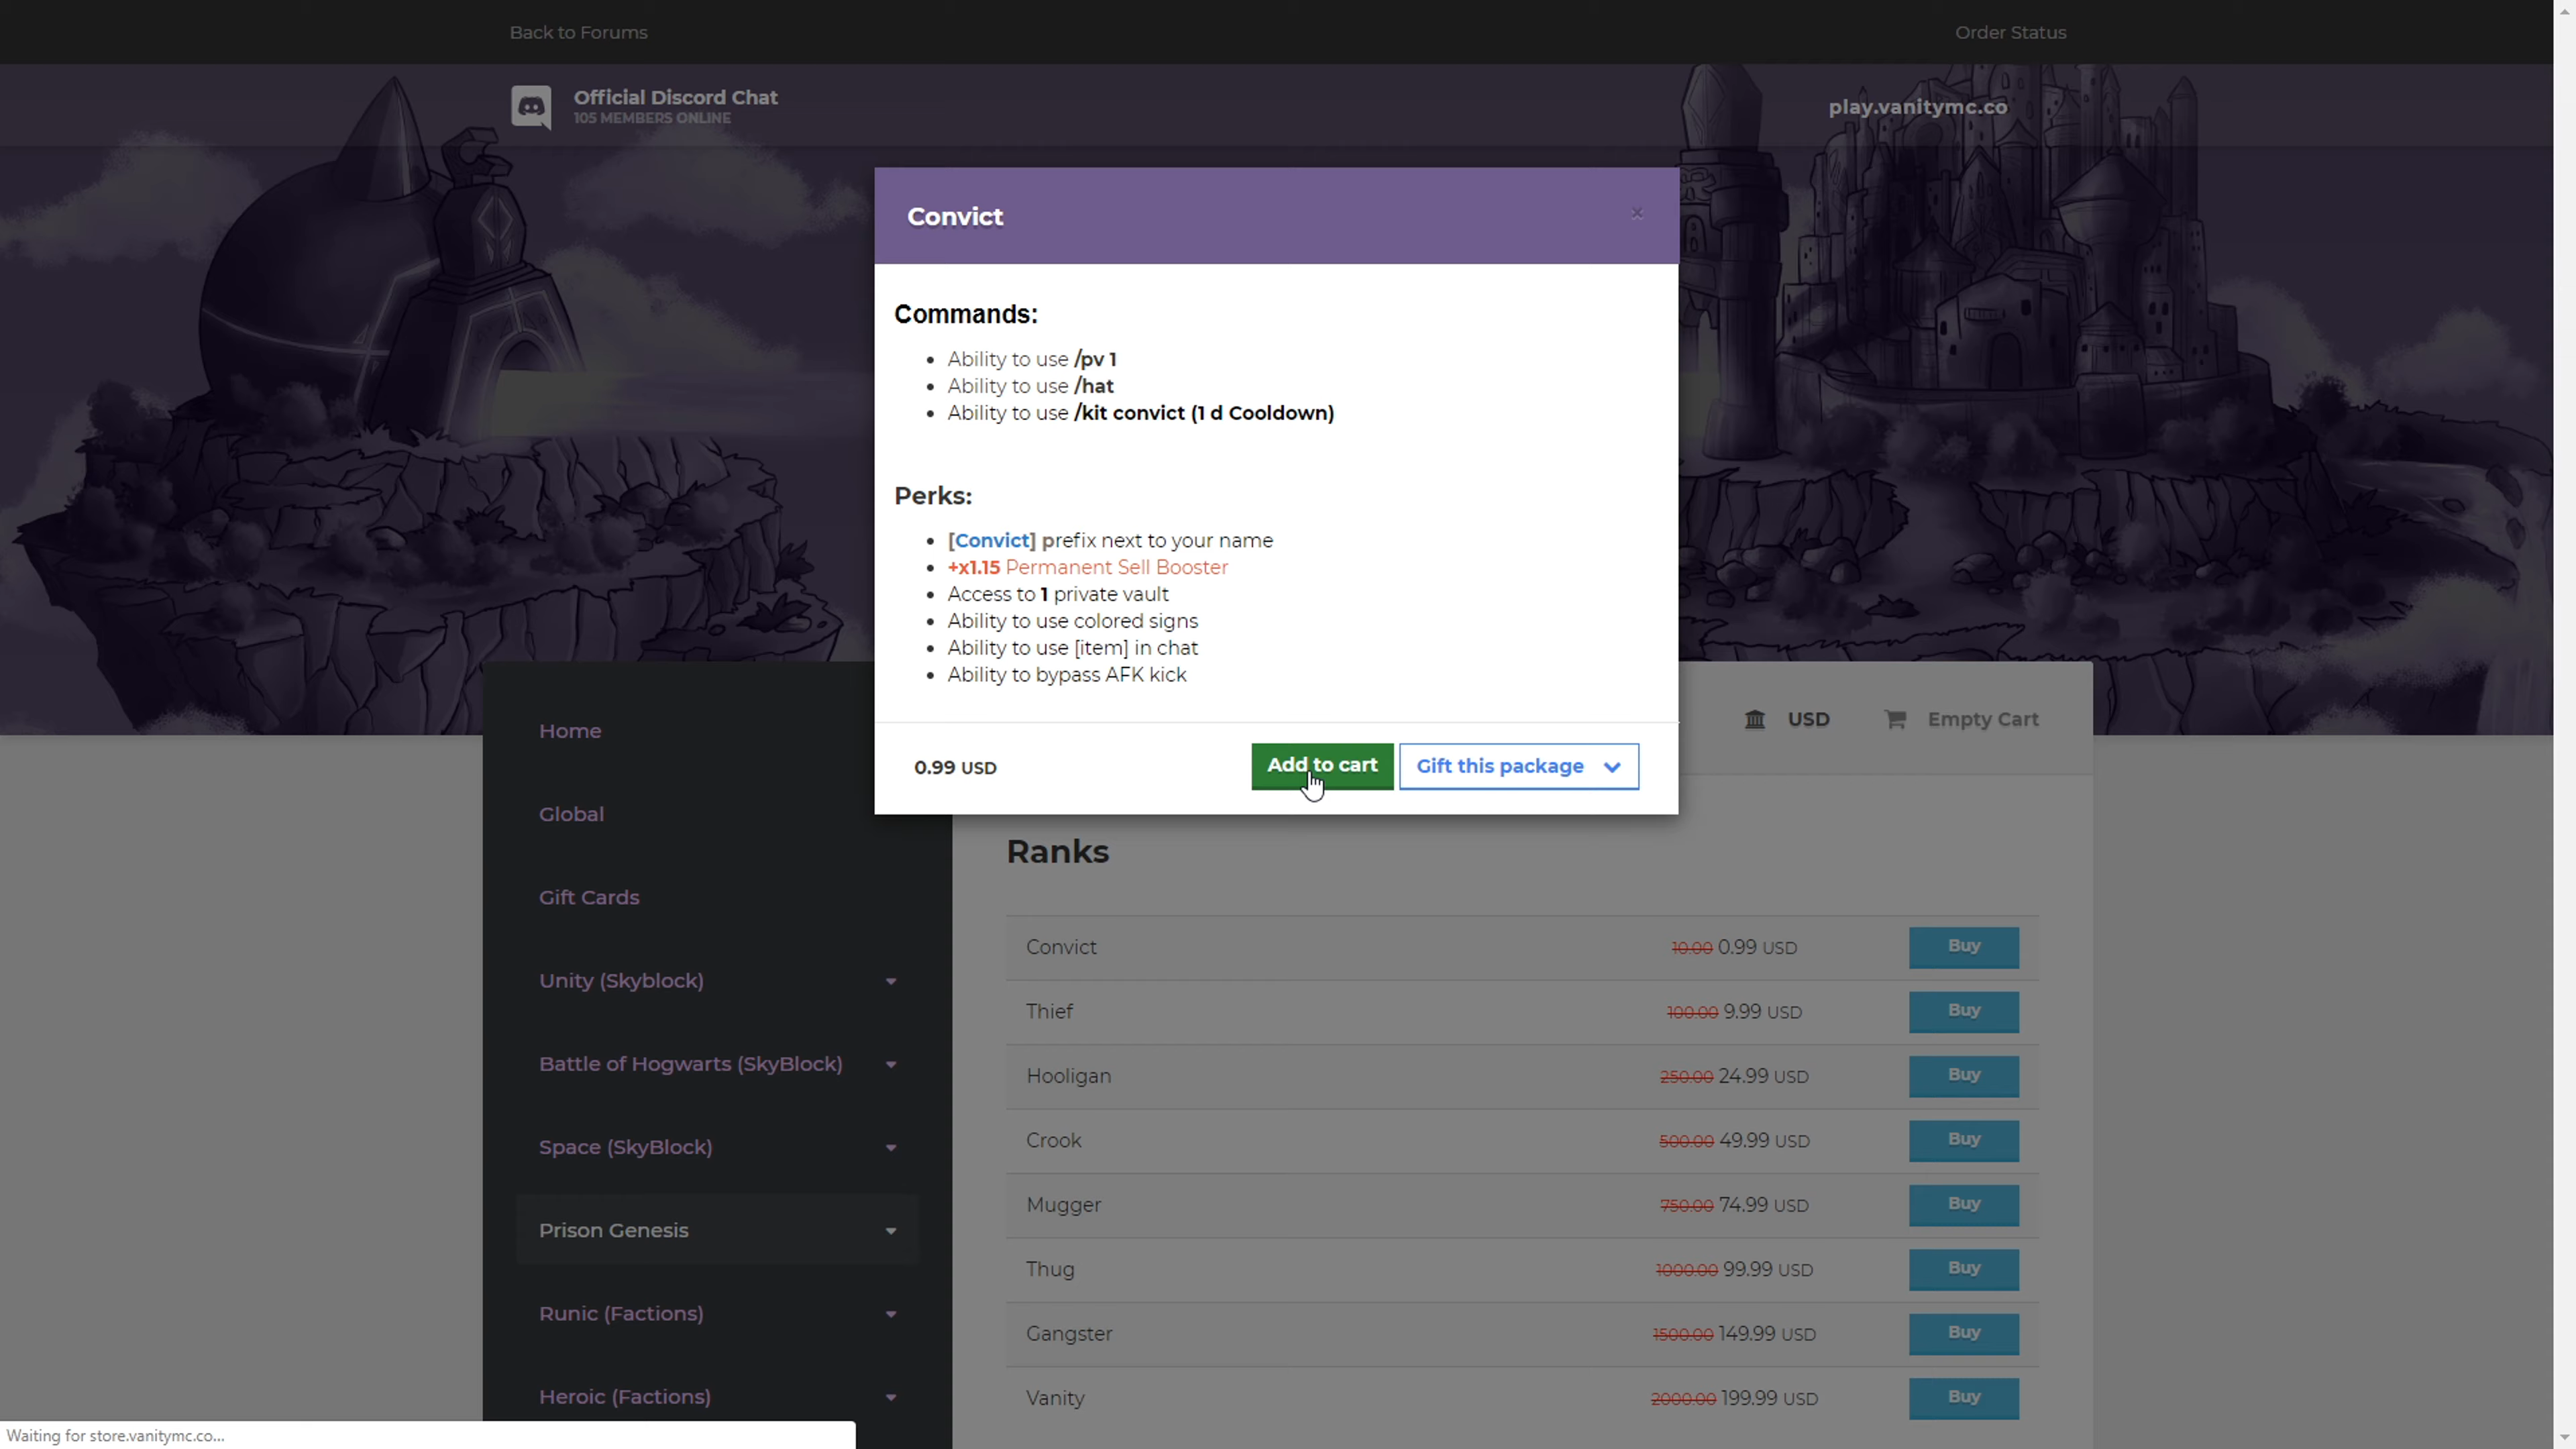 Back to Forums
Order Status
Official Discord Chat
105 MEMBERS ONLINE
play.vanitymc.co
Convict
×
Commands:
• Ability to use /pv 1
• Ability to use /hat
• Ability to use /kit convict (1 d Cooldown)
Perks:
• [Convict] prefix next to your name
• +x1.15 Permanent Sell Booster
• Access to 1 private vault
• Ability to use colored signs
• Ability to use [item] in chat
• Ability to bypass AFK kick
0.99 USD
Add to cart
Gift this package
USD
Empty Cart
Home
Global
Gift Cards
Unity (Skyblock)
Battle of Hogwarts (SkyBlock)
Space (SkyBlock)
Prison Genesis
Runic (Factions)
Heroic (Factions)
Ranks
Convict 10.00 0.99 USD Buy
Thief 100.00 9.99 USD Buy
Hooligan 250.00 24.99 USD Buy
Crook 500.00 49.99 USD Buy
Mugger 750.00 74.99 USD Buy
Thug 1000.00 99.99 USD Buy
Gangster 1500.00 149.99 USD Buy
Vanity 2000.00 199.99 USD Buy
Waiting for store.vanitymc.co...